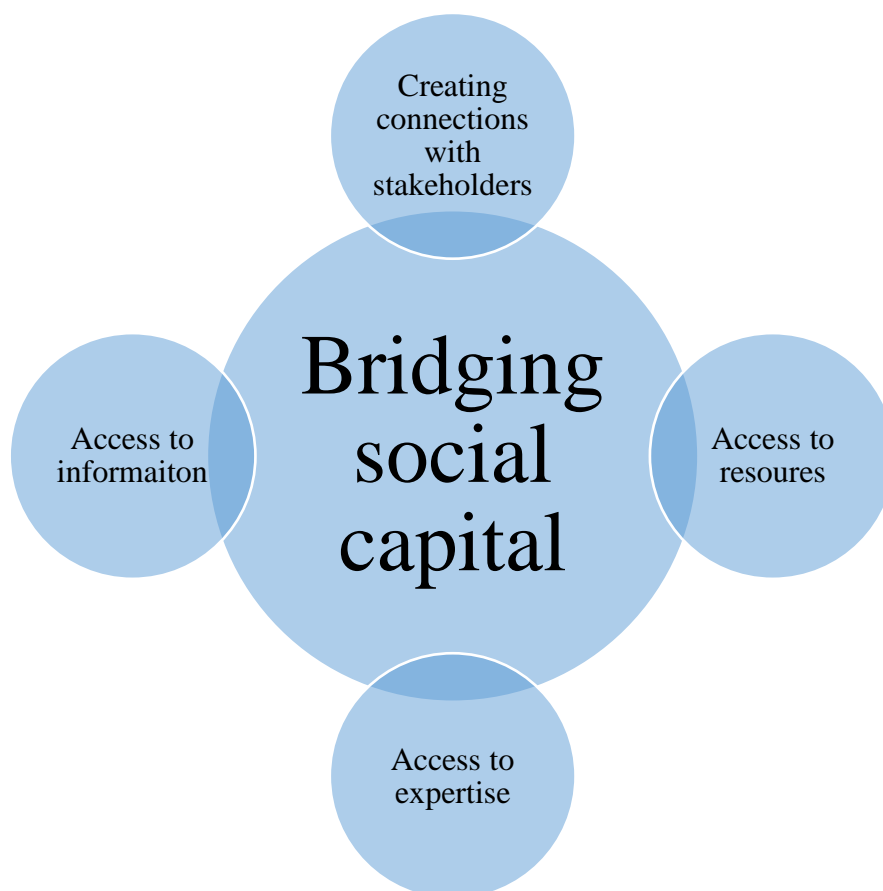 Creating
connections
with
stakeholders
Bridging
social
capital
Access to
informaiton
Access to
resoures
Access to
expertise